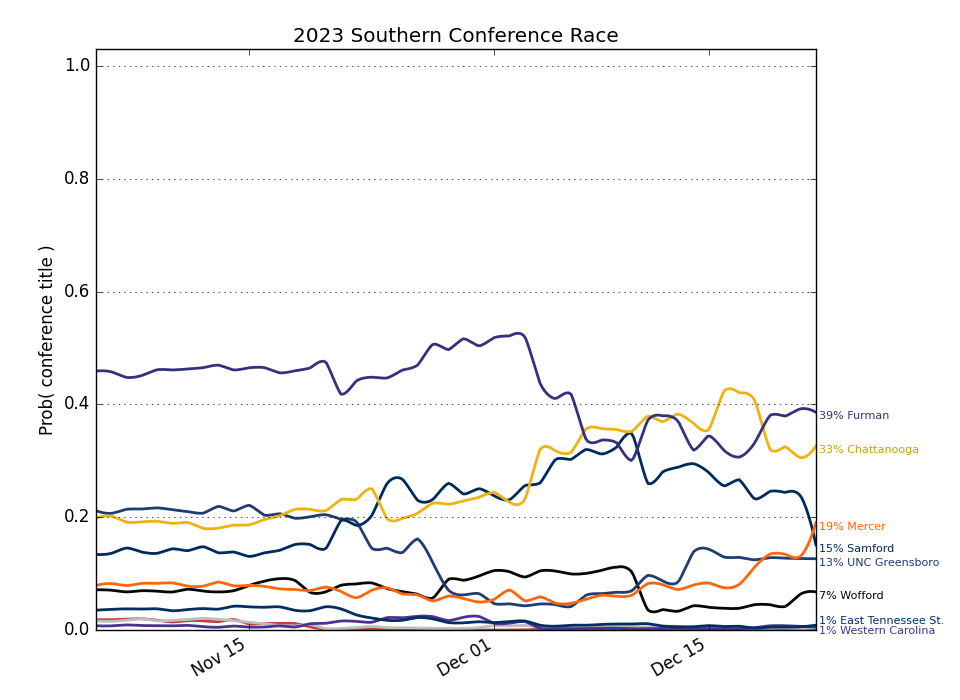 2023 Southern Conference Race
Prob( conference title )
1.0
0.8
0.6
0.4
0.2
0.0
Nov 15
Dec 01
Dec 15
39% Furman
33% Chattanooga
19% Mercer
15% Samford
13% UNC Greensboro
7% Wofford
1% East Tennessee St.
1% Western Carolina